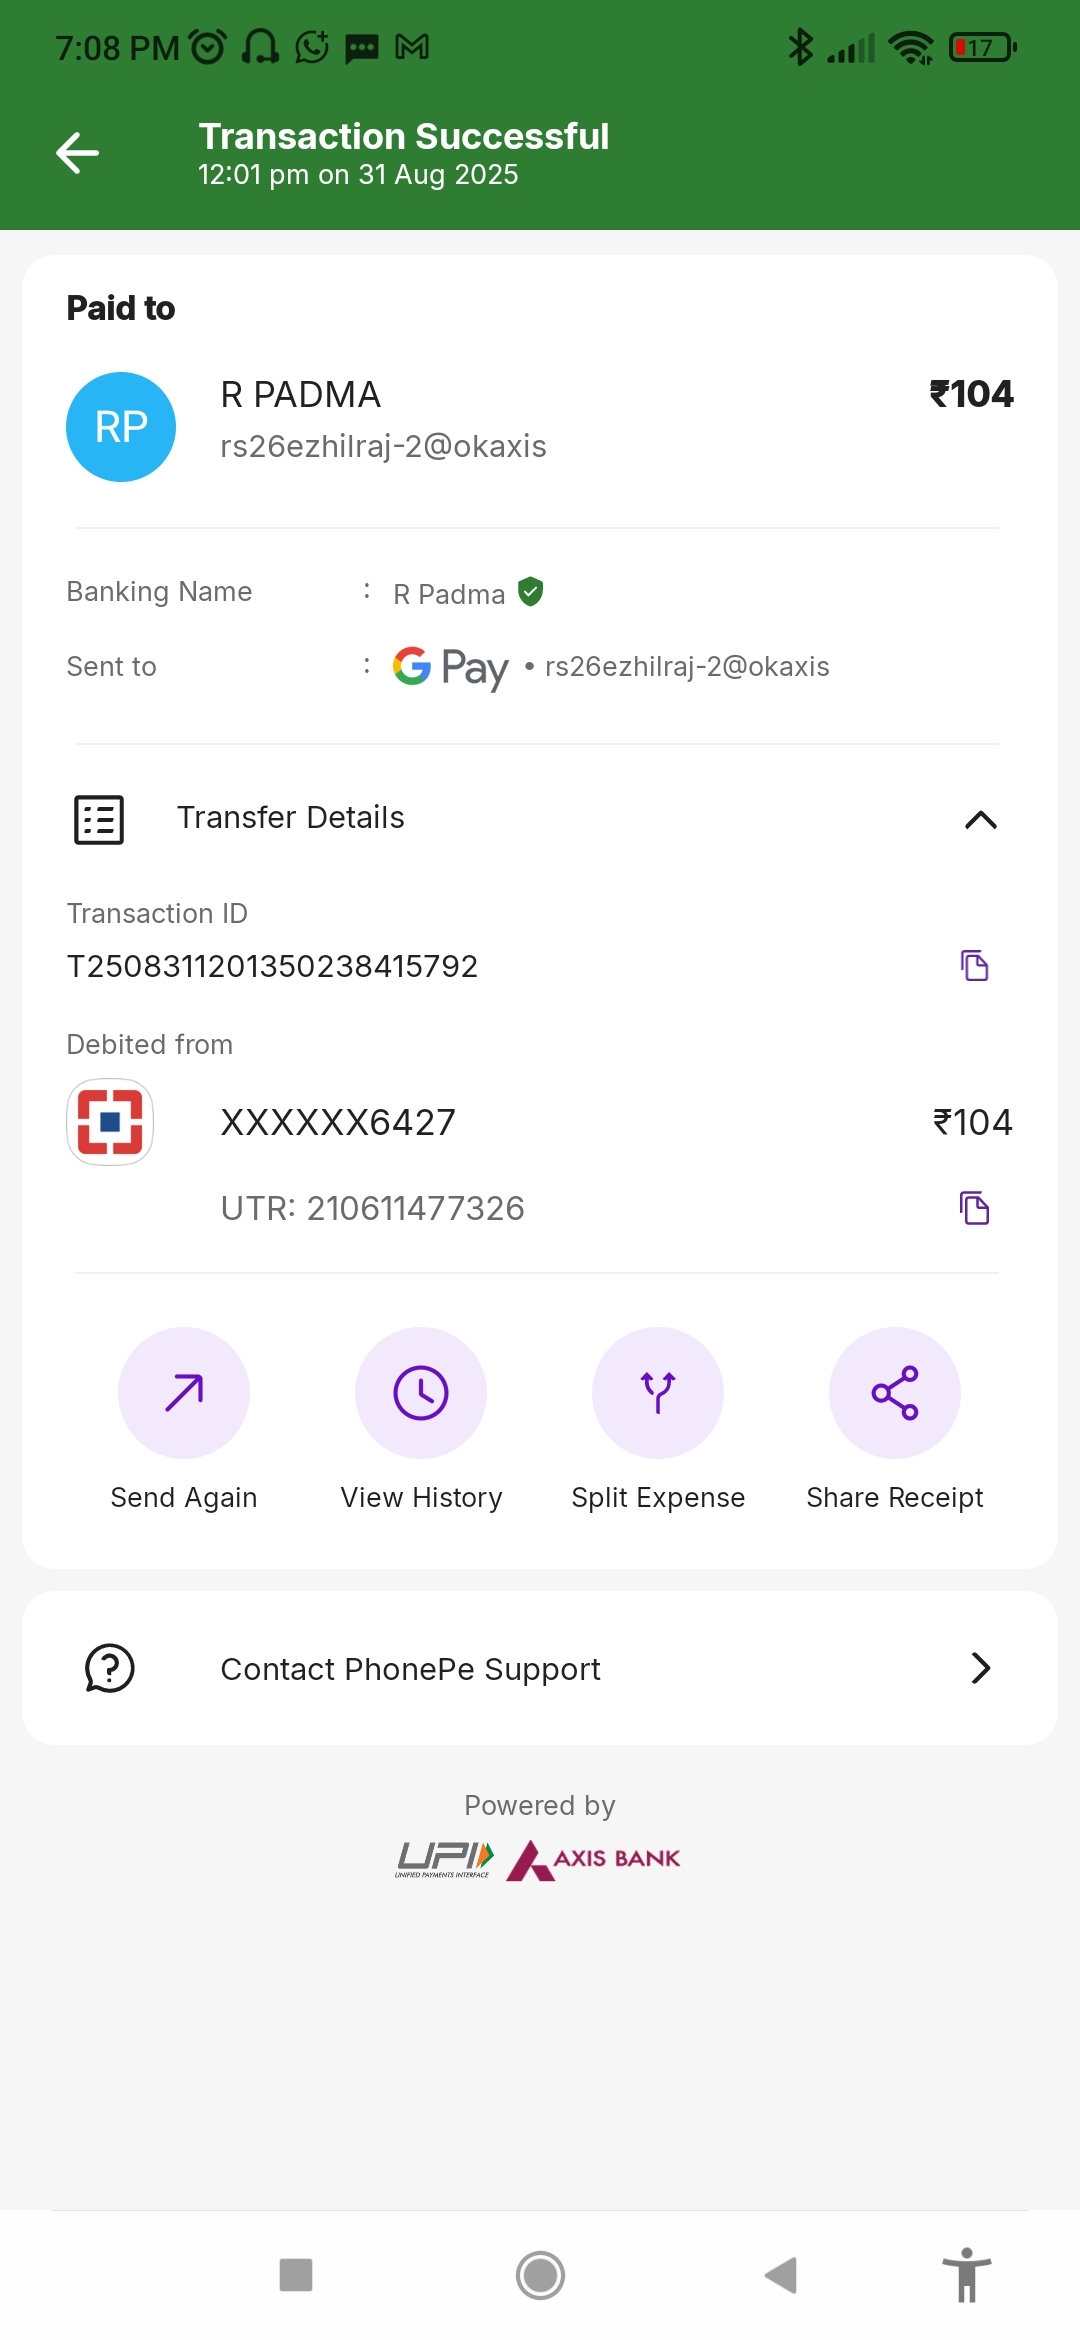 7:08 PM
17
Transaction Successful
12:01 pm on 31 Aug 2025
Paid to
RP
R PADMA
₹104
rs26ezhilraj-2@okaxis
Banking Name : R Padma
Sent to : G Pay • rs26ezhilraj-2@okaxis
Transfer Details
Transaction ID
T2508311201350238415792
Debited from
XXXXXX6427
₹104
UTR: 210611477326
Send Again
View History
Split Expense
Share Receipt
Contact PhonePe Support
Powered by
UPI
UNIFIED PAYMENTS INTERFACE
AXIS BANK